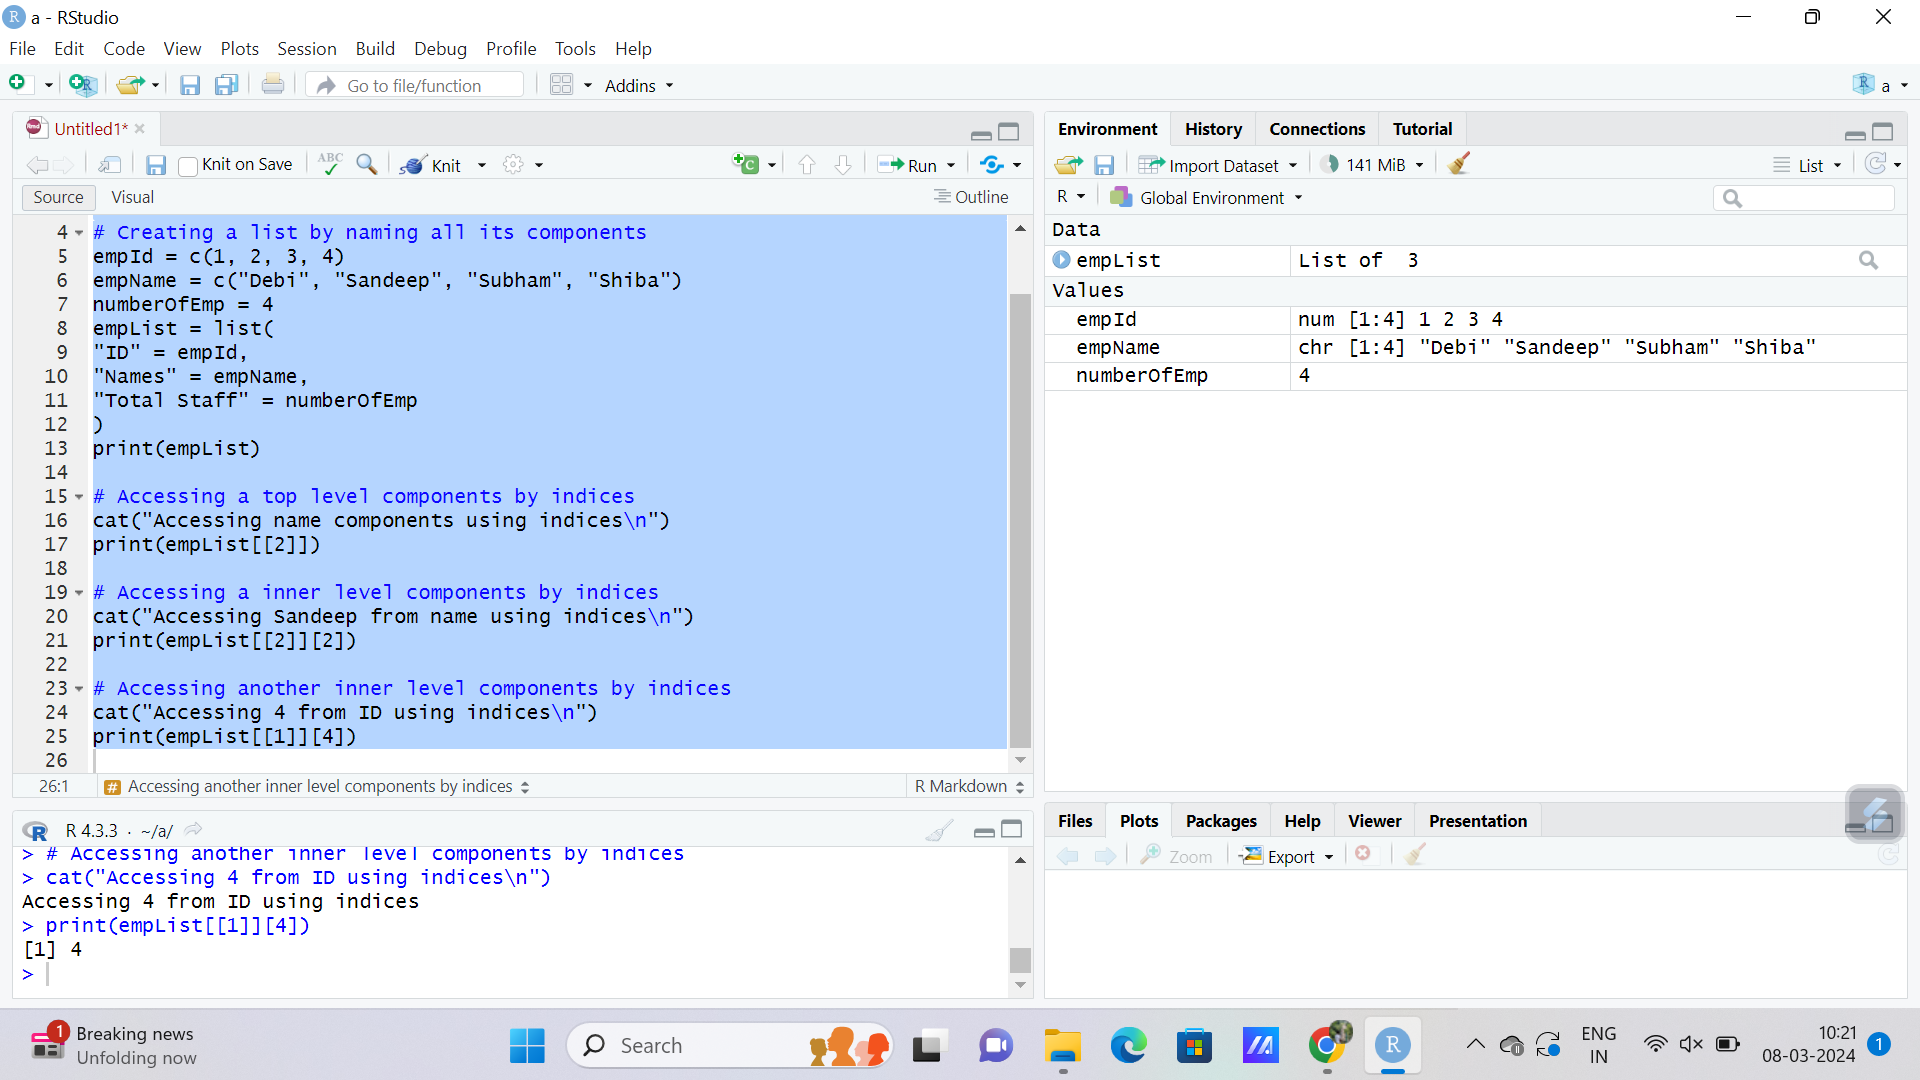 a - RStudio
File Edit Code View Plots Session Build Debug Profile Tools Help
Go to file/function Addins a
Untitled1*
Knit on Save ABC Knit Run
Source Visual Outline
4 # Creating a list by naming all its components
5 empId = c(1, 2, 3, 4)
6 empName = c("Debi", "Sandeep", "Subham", "Shiba")
7 numberOfEmp = 4
8 empList = list(
9 "ID" = empId,
10 "Names" = empName,
11 "Total Staff" = numberOfEmp
12 )
13 print(empList)
14
15 # Accessing a top level components by indices
16 cat("Accessing name components using indices\n")
17 print(empList[[2]])
18
19 # Accessing a inner level components by indices
20 cat("Accessing Sandeep from name using indices\n")
21 print(empList[[2]][2])
22
23 # Accessing another inner level components by indices
24 cat("Accessing 4 from ID using indices\n")
25 print(empList[[1]][4])
26
26:1 # Accessing another inner level components by indices R Markdown
R R 4.3.3 · ~/a/
> # Accessing another inner level components by indices
> cat("Accessing 4 from ID using indices\n")
Accessing 4 from ID using indices
> print(empList[[1]][4])
[1] 4
>
Environment History Connections Tutorial
Import Dataset 141 MiB List
R Global Environment
Data
empList List of 3
Values
empId num [1:4] 1 2 3 4
empName chr [1:4] "Debi" "Sandeep" "Subham" "Shiba"
numberOfEmp 4
Files Plots Packages Help Viewer Presentation
Zoom Export
1 Breaking news
Unfolding now
Search
R
ENG
IN
10:21
08-03-2024
1